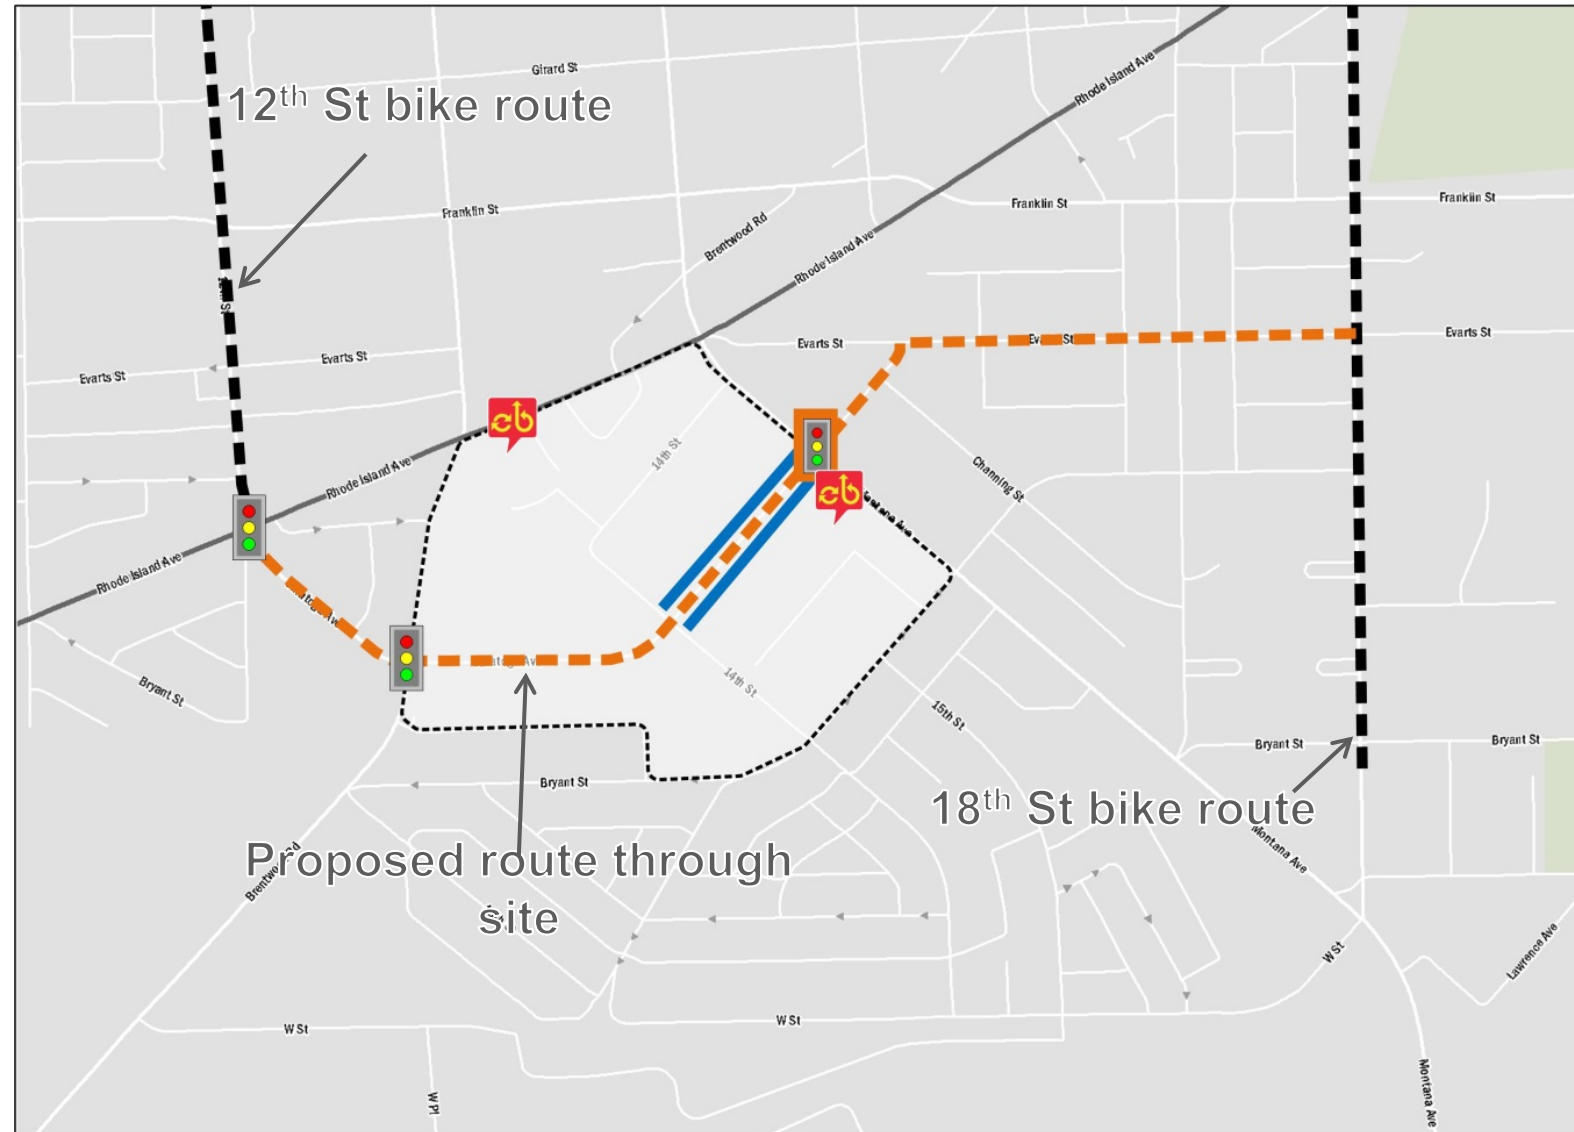 Girard St
Rhode Island Ave
12th St bike route
Franklin St
Franklin St
Franklin St
Brentwood Rd
Rhode Island Ave
Evarts St
Evarts St
Evarts St
Evarts St
Evarts St
14th St
Rhode Island Ave
Channing St
Rhode Island Ave
14th St
Bryant St
15th St
Bryant St
Bryant St
Bryant St
18th St bike route
Montana Ave
Proposed route through
site
Brentwood Rd
W St
Lawrence Ave
W St
W St
W Pl
Montana Ave